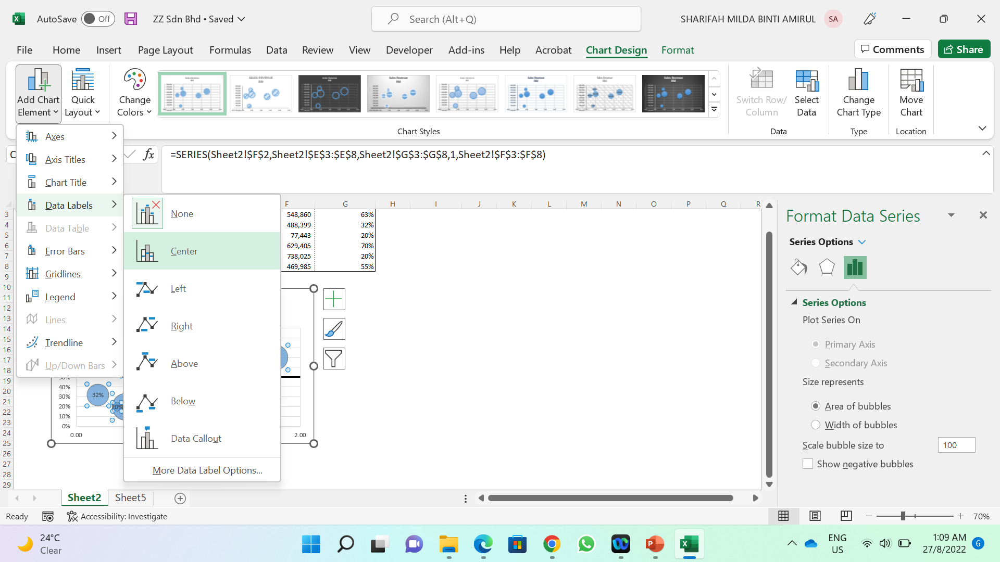 AutoSave Off ZZ Sdn Bhd • Saved Search (Alt+Q) SHARIFAH MILDA BINTI AMIRUL SA
File Home Insert Page Layout Formulas Data Review View Developer Add-ins Help Acrobat Chart Design Format Comments Share
Add Chart Element
Quick Layout
Change Colors
Switch Row/ Column
Select Data
Change Chart Type
Move Chart
Chart Styles
Data
Type
Location
C
fx
=SERIES(Sheet2!$F$2,Sheet2!$E$3:$E$8,Sheet2!$G$3:$G$8,1,Sheet2!$F$3:$F$8)
Axes
Axis Titles
Chart Title
Data Labels
Data Table
Error Bars
Gridlines
Legend
Lines
Trendline
Up/Down Bars
None
Center
Left
Right
Above
Below
Data Callout
More Data Label Options...
F G H I J K L M N O P Q R
3 548,860 63%
4 488,399 32%
5 77,443 20%
6 629,405 70%
7 738,025 20%
8 469,985 55%
9
10
11
12
13
14
15
16
17
18
19
20
21
22
23
24
25
26
27
28
29
50%
40%
30%
20%
10%
0%
32%
20%
0.00 2.00
Format Data Series
Series Options
Series Options
Plot Series On
Primary Axis
Secondary Axis
Size represents
Area of bubbles
Width of bubbles
Scale bubble size to 100
Show negative bubbles
Sheet2 Sheet5
Ready Accessibility: Investigate 70%
24°C
Clear
ENG
US
1:09 AM
27/8/2022
6